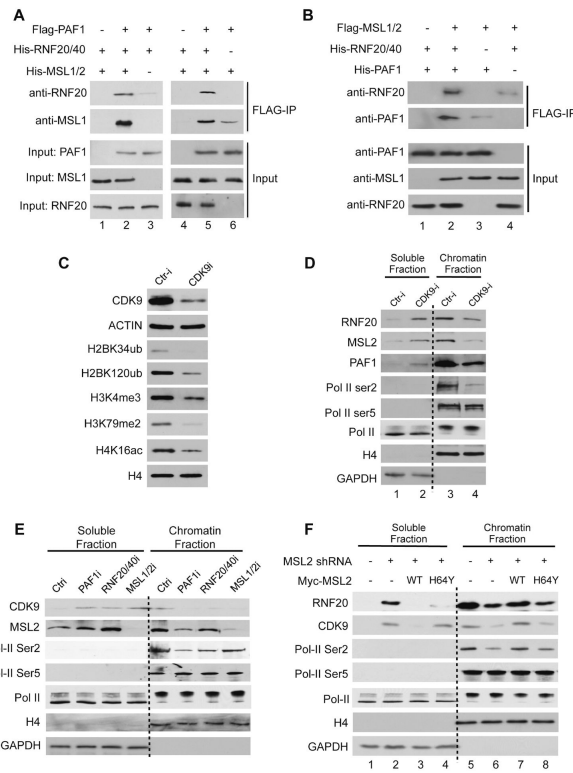 A
Flag-PAF1 - + + - + +
His-RNF20/40 + + + + + -
His-MSL1/2 + + - + + +
anti-RNF20
anti-MSL1
FLAG-IP
Input: PAF1
Input: MSL1
Input: RNF20
Input
1 2 3 4 5 6
B
Flag-MSL1/2 - + + +
His-RNF20/40 + + + +
His-PAF1 + + + -
anti-RNF20
anti-PAF1
FLAG-IP
anti-PAF1
anti-MSL1
anti-RNF20
Input
1 2 3 4
C
Ctr-i CDK9i
CDK9
ACTIN
H2BK34ub
H2BK120ub
H3K4me3
H3K79me2
H4K16ac
H4
D
Soluble Fraction
Chromatin Fraction
Ctr-i CDK9-i Ctr-i CDK9-i
RNF20
MSL2
PAF1
Pol II ser2
Pol II ser5
Pol II
H4
GAPDH
1 2 3 4
E
Soluble Fraction
Chromatin Fraction
Ctri PAF1i RNF20/40i MSL1/2i Ctri PAF1i RNF20/40i MSL1/2i
CDK9
MSL2
l-II Ser2
l-II Ser5
Pol II
H4
GAPDH
F
Soluble Fraction
Chromatin Fraction
MSL2 shRNA - + + + - + + +
Myc-MSL2 - - WT H64Y - - WT H64Y
RNF20
CDK9
Pol-II Ser2
Pol-II Ser5
Pol-II
H4
GAPDH
1 2 3 4 5 6 7 8